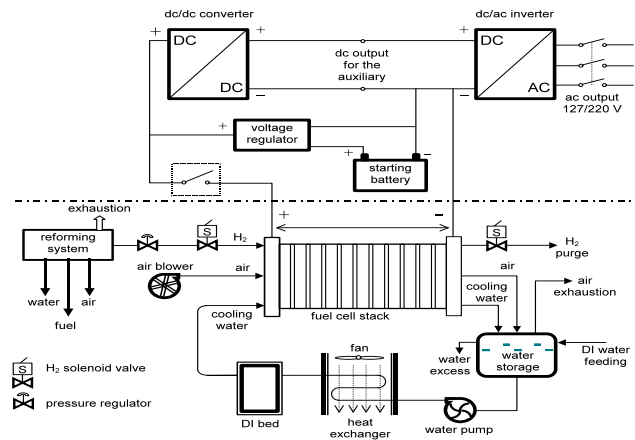 dc/dc converter
dc/ac inverter
+
+
+
DC
DC
dc output
for the
auxiliary
DC
AC
−
−
ac output
127/220 V
+
voltage
regulator
+
−
starting
battery
exhaustion
+
−
reforming
system
S
H2
S
H2
purge
air blower
air
air
water
air
fuel
cooling
water
fuel cell stack
cooling
water
air
exhaustion
water
excess
water
storage
DI water
feeding
S
H2 solenoid valve
pressure regulator
fan
DI bed
heat
exchanger
water pump